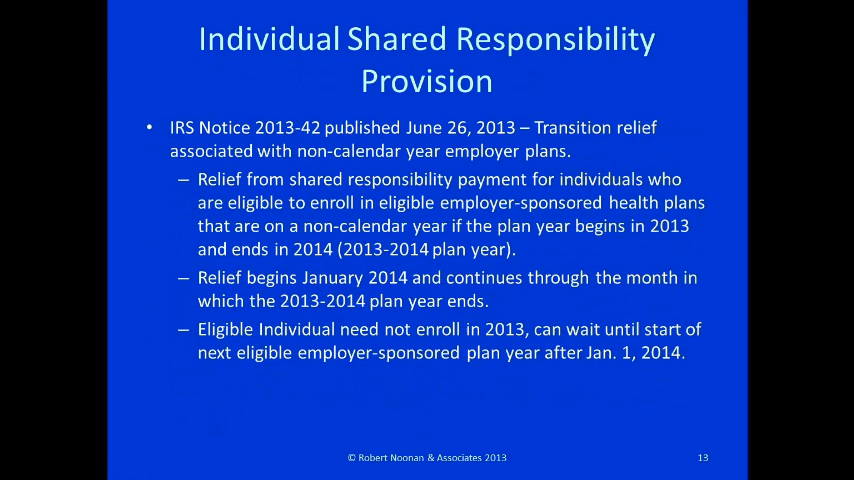 Individual Shared Responsibility
Provision
• IRS Notice 2013-42 published June 26, 2013 – Transition relief
associated with non-calendar year employer plans.
– Relief from shared responsibility payment for individuals who
are eligible to enroll in eligible employer-sponsored health plans
that are on a non-calendar year if the plan year begins in 2013
and ends in 2014 (2013-2014 plan year).
– Relief begins January 2014 and continues through the month in
which the 2013-2014 plan year ends.
– Eligible Individual need not enroll in 2013, can wait until start of
next eligible employer-sponsored plan year after Jan. 1, 2014.
© Robert Noonan & Associates 2013
13